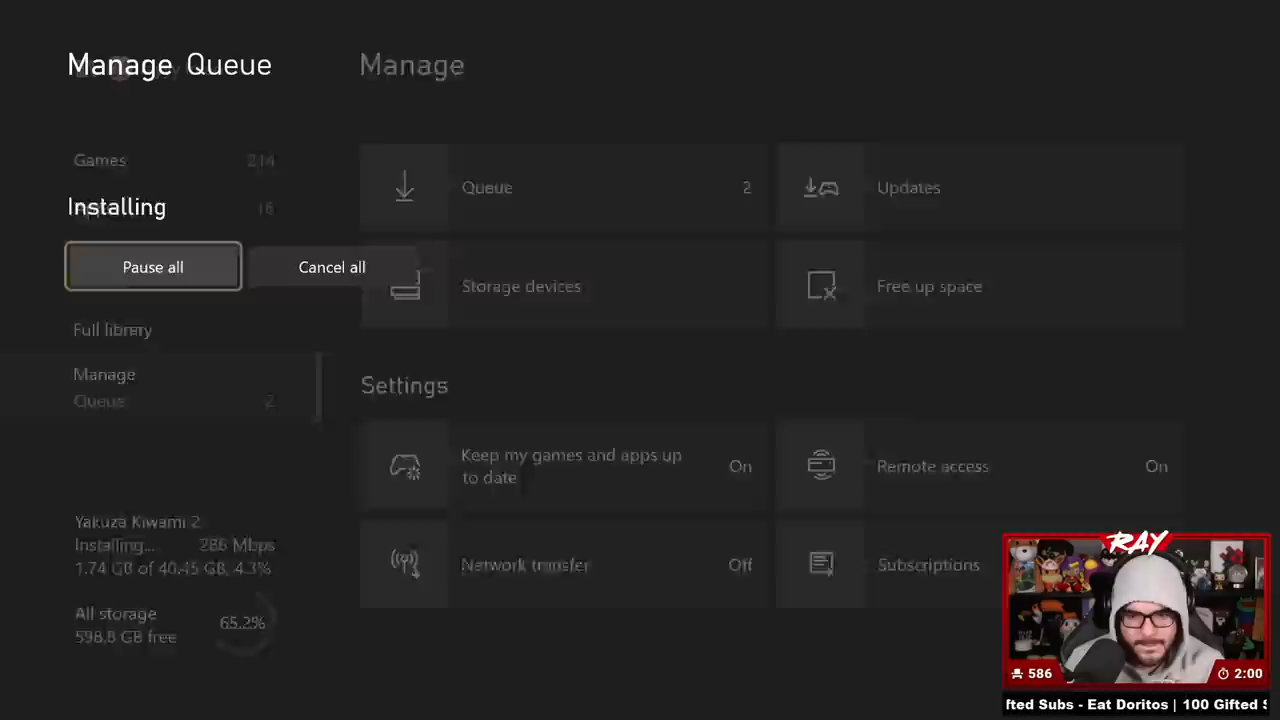 Manage Queue
Manage
Games 214
Installing
16
Pause all
Cancel all
Full library
Manage
Queue 2
Yakuza Kiwami 2
Installing... 286 Mbps
1.74 GB of 40.45 GB, 4.3%
All storage
598.8 GB free
65.2%
Queue 2
Updates
Storage devices
Free up space
Settings
Keep my games and apps up
to date
On
Remote access On
Network transfer Off
Subscriptions
RAY
586
2:00
fted Subs - Eat Doritos | 100 Gifted S